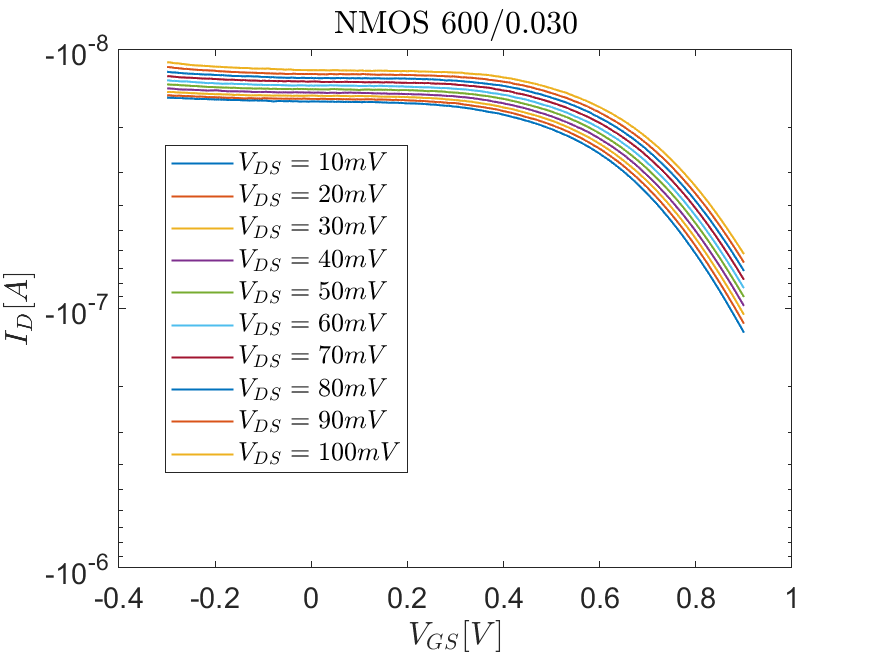 NMOS 600/0.030
-10^-8
-10^-7
-10^-6
I_D[A]
V_DS = 10mV
V_DS = 20mV
V_DS = 30mV
V_DS = 40mV
V_DS = 50mV
V_DS = 60mV
V_DS = 70mV
V_DS = 80mV
V_DS = 90mV
V_DS = 100mV
-0.4 -0.2 0 0.2 0.4 0.6 0.8 1
V_GS[V]